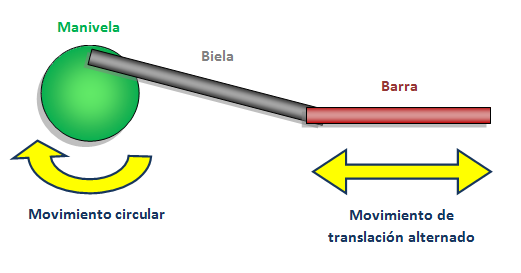 Manivela
Biela
Barra
Movimiento circular
Movimiento de
translación alternado